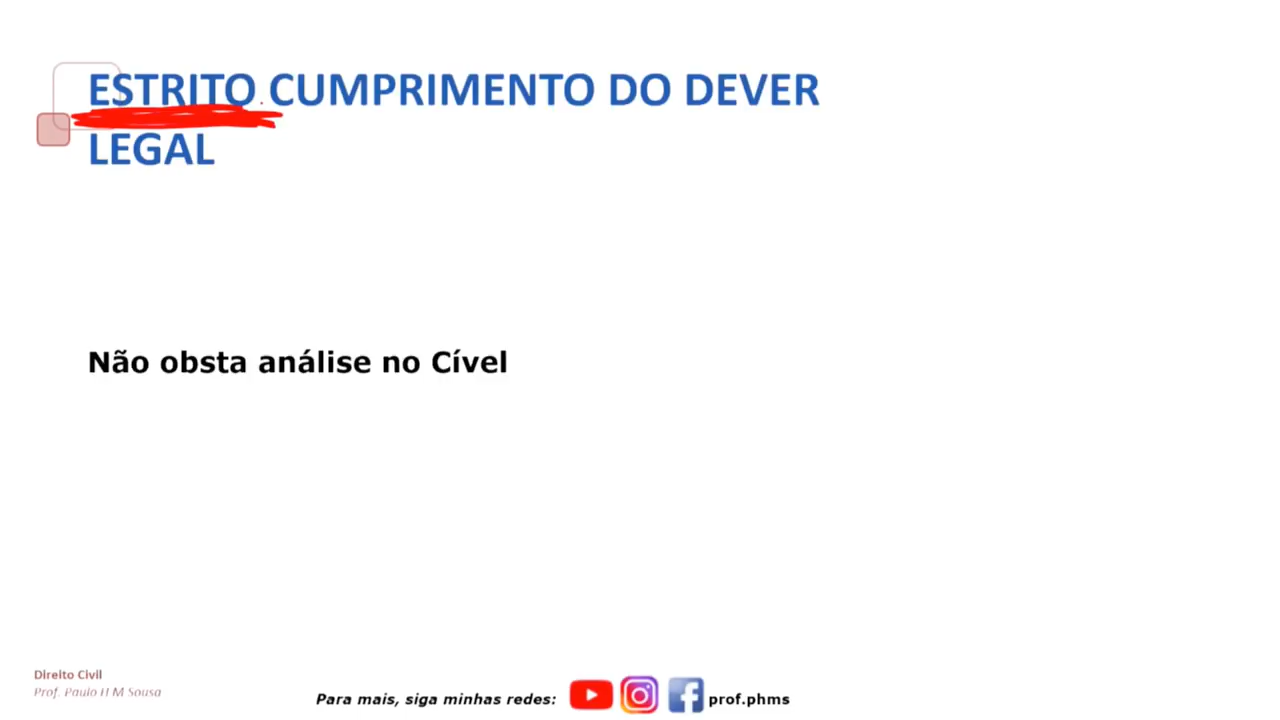 ESTRITO CUMPRIMENTO DO DEVER
LEGAL
Não obsta análise no Cível
Direito Civil
Prof. Paulo H M Sousa
Para mais, siga minhas redes: prof.phms